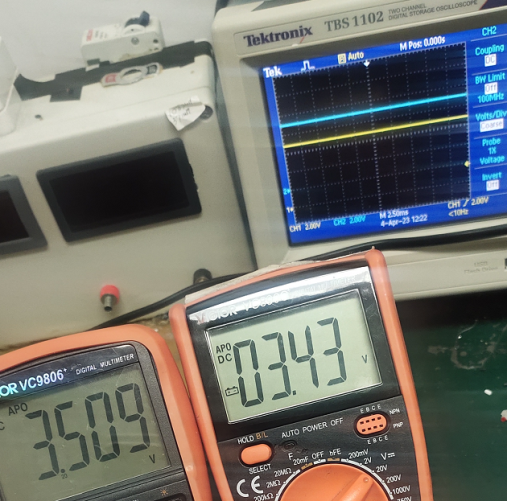 Tektronix TBS 1102
TWO CHANNEL
DIGITAL STORAGE OSCILLOSCOPE
Tek
Auto
M Pos: 0.000s
CH2
Coupling
DC
BW Limit
Off
100MHz
Volts/Div
Coarse
Probe
1X
Voltage
Invert
Off
CH1 2.00V
CH2 2.00V
M 2.50ms
CH1
2.00V
4-Apr-23 12:22
<10Hz
APO
DC
03.43
V
HOLD B/L
AUTO POWER OFF
SELECT
E B C E
NPN
PNP
E B C E
F
20mF
OFF
hFE
200mV
2V
V
20MΩ
2MΩ
200kΩ
20V
200V
1000V
750V
CE
OR VC9806+
DIGITAL MULTIMETER
APO
3.509
V